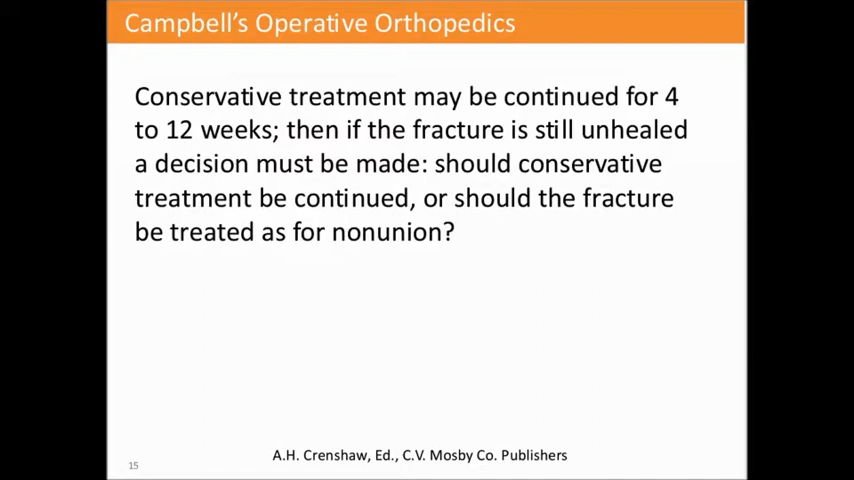 Campbell's Operative Orthopedics
Conservative treatment may be continued for 4
to 12 weeks; then if the fracture is still unhealed
a decision must be made: should conservative
treatment be continued, or should the fracture
be treated as for nonunion?
A.H. Crenshaw, Ed., C.V. Mosby Co. Publishers
15